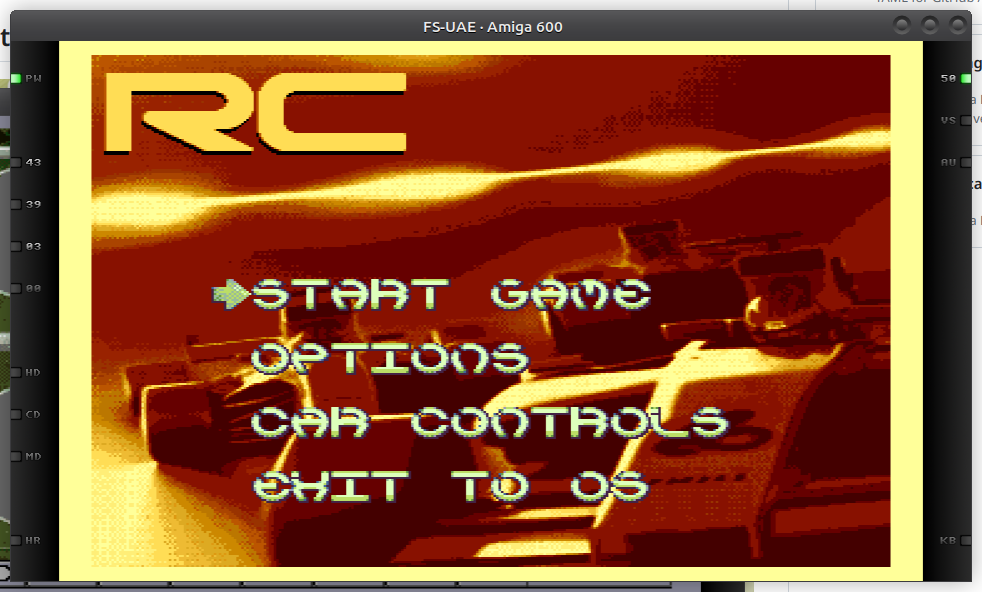 FS-UAE · Amiga 600
PW
50
VS
43
AV
39
03
00
HD
CD
MD
HR
KB
RC
START GAME
OPTIONS
CAR CONTROLS
EXIT TO OS